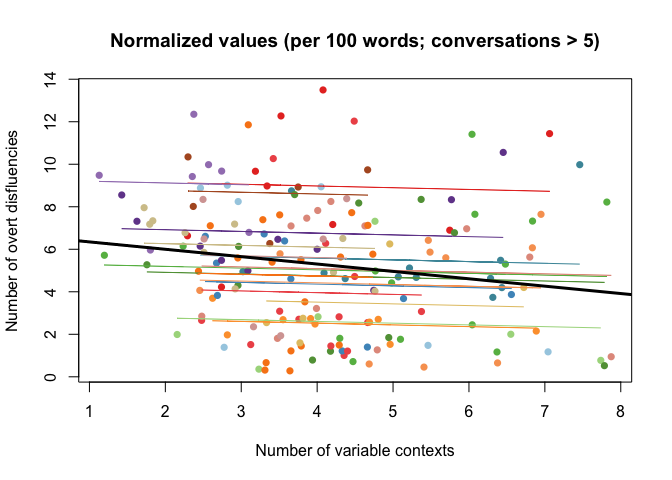 Normalized values (per 100 words; conversations > 5)
Number of overt disfluencies
14
12
10
8
6
4
2
0
1 2 3 4 5 6 7 8
Number of variable contexts